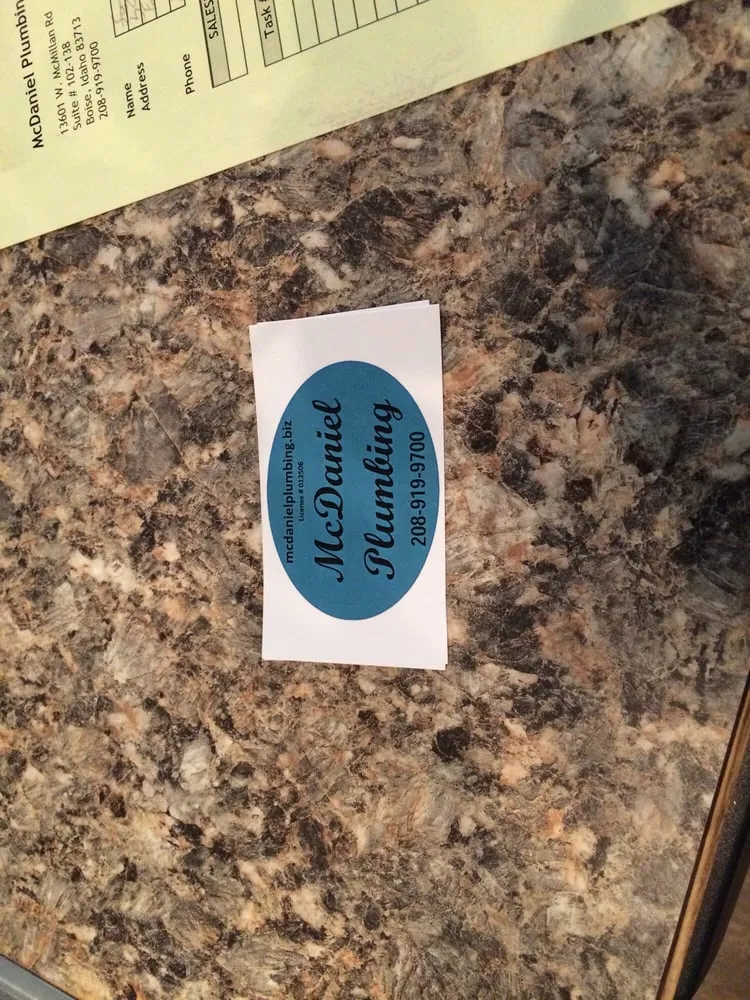 McDaniel Plumbin
13601 W. McMillan Rd
Suite # 102-138
Boise, Idaho 83713
208-919-9700
Name
Address
Phone
SALES
Task
mcdanielplumbing.biz
License # 012506
McDaniel
Plumbing
208-919-9700